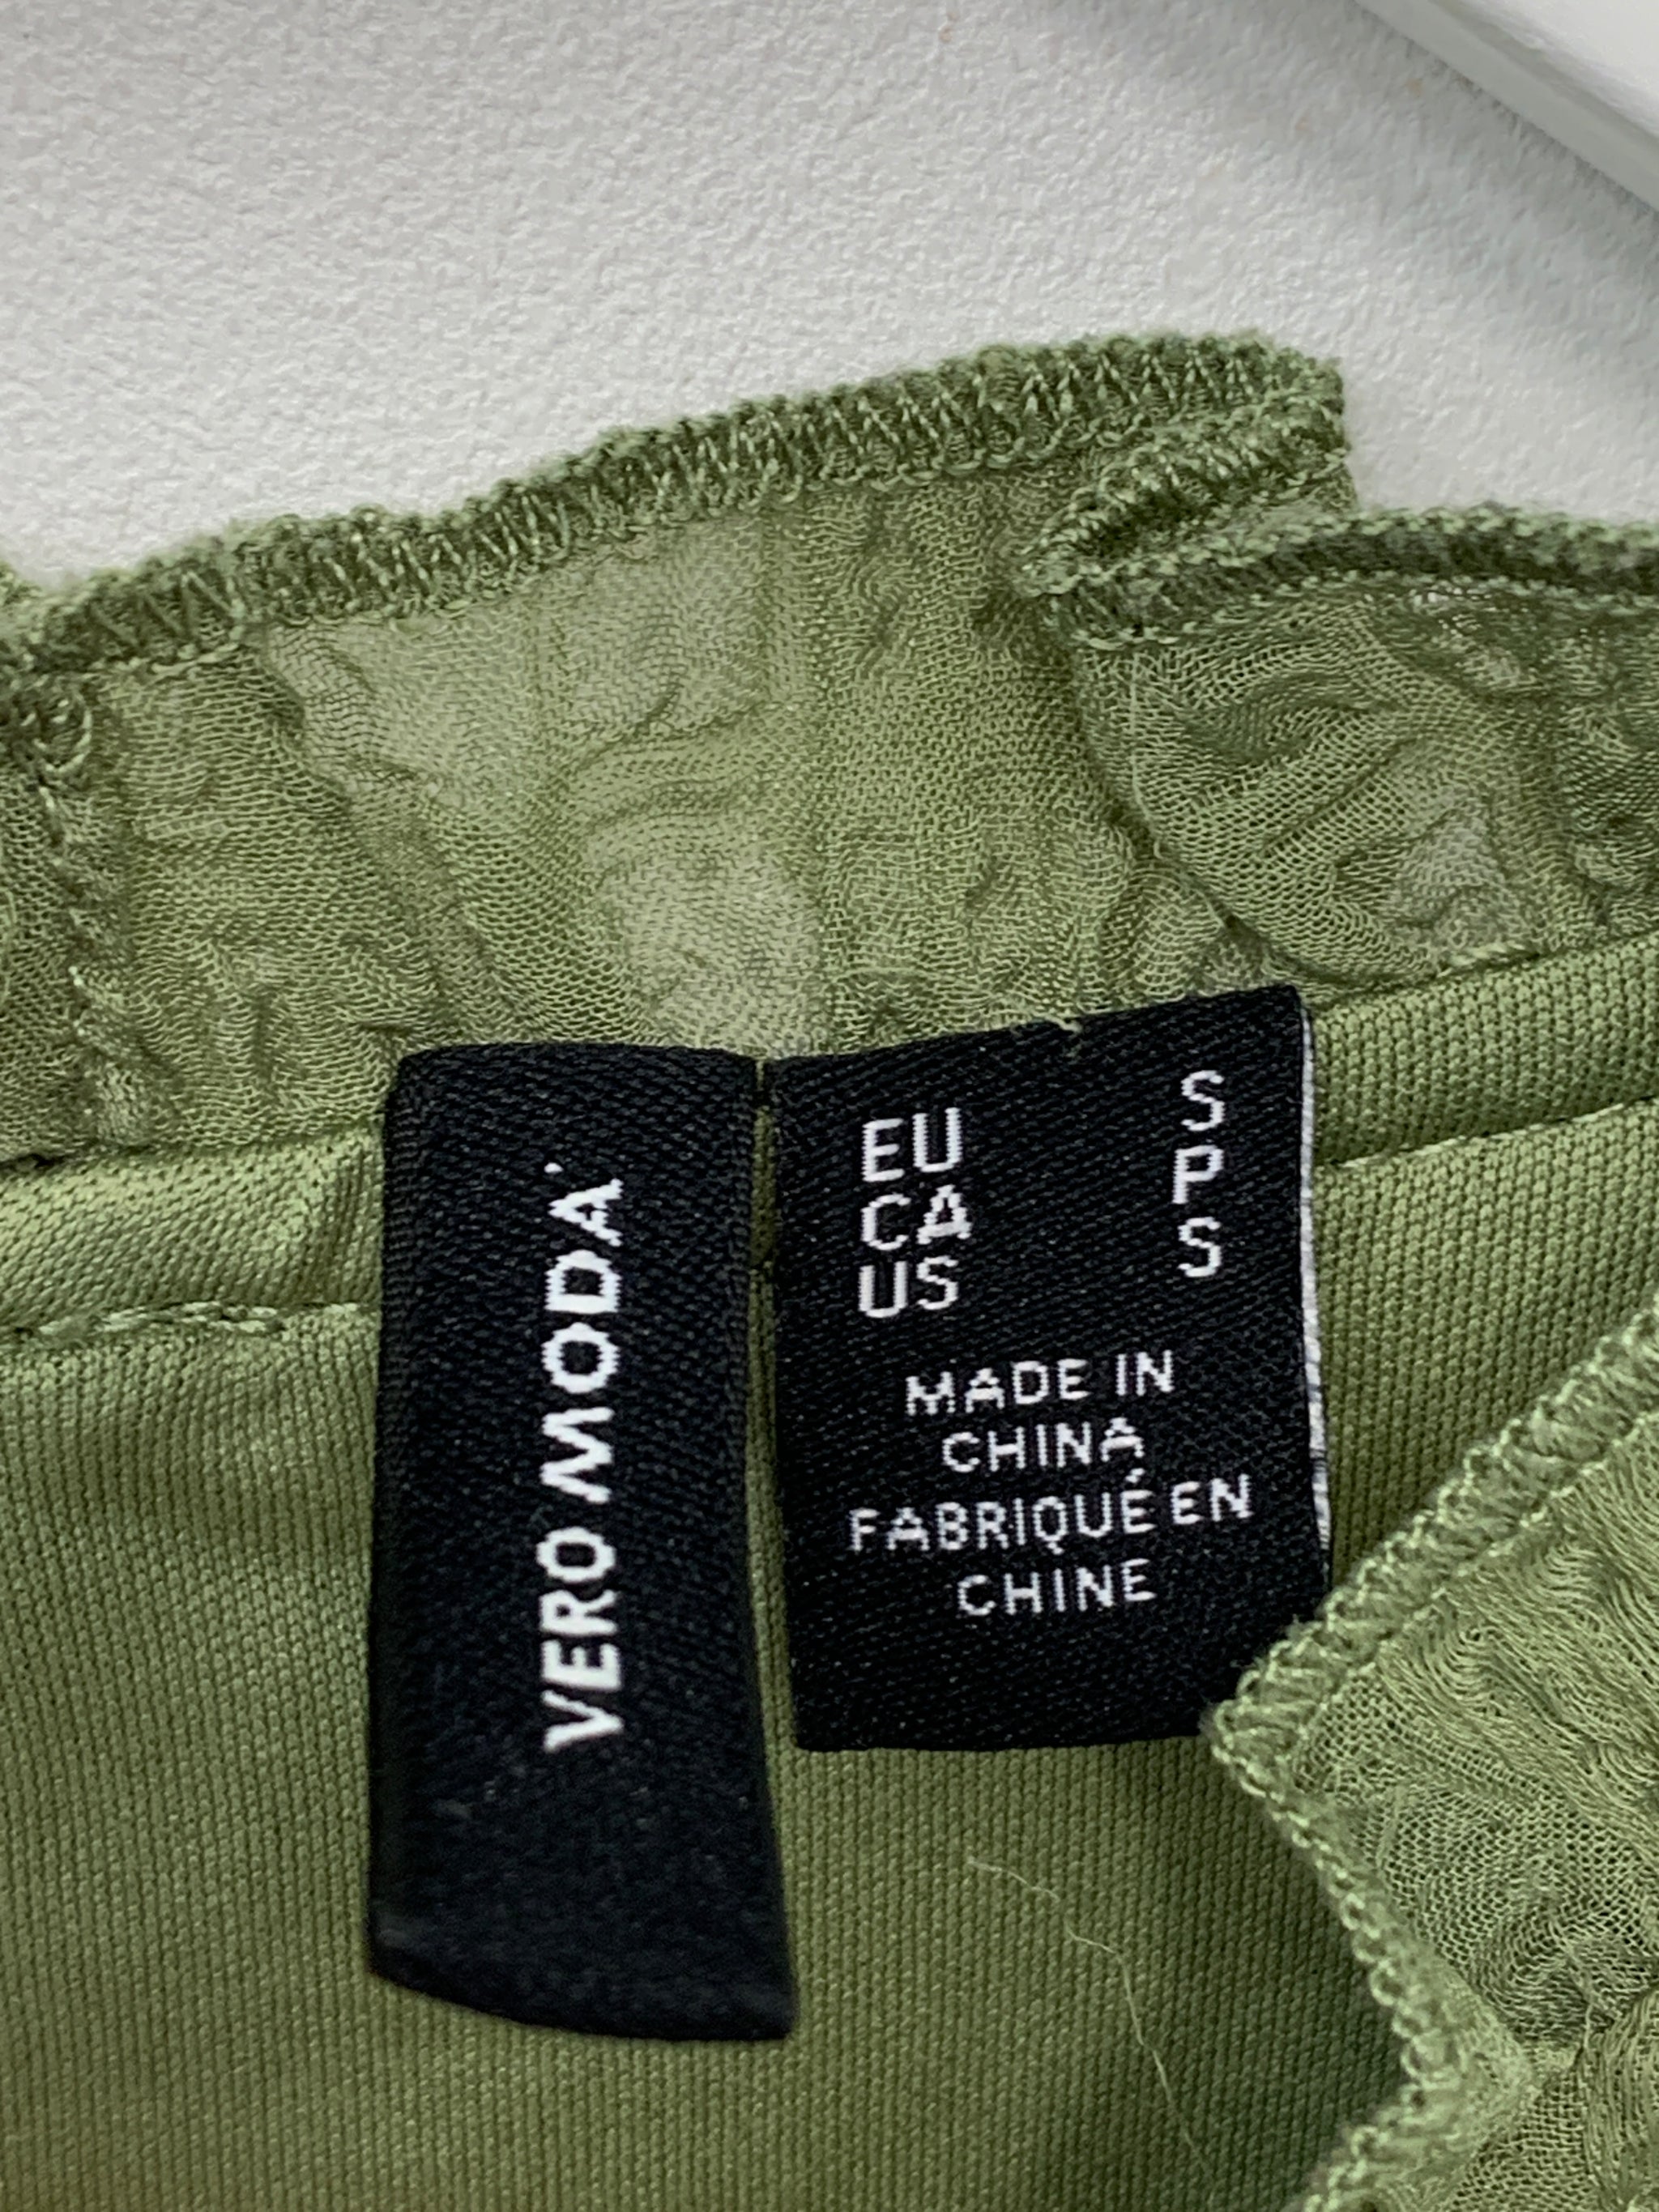 VERO MODA
EU S
CA P
US S
MADE IN
CHINA
FABRIQUÉ EN
CHINE